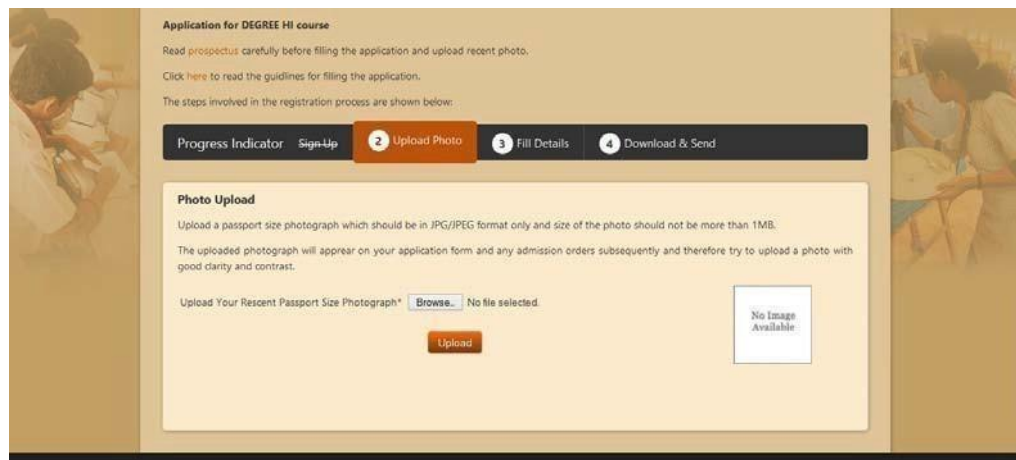 Application for DEGREE HI course
Read prospectus carefully before filling the application and upload recent photo.
Click here to read the guidlines for filling the application.
The steps involved in the registration process are shown below:
Progress Indicator Sign Up 2 Upload Photo 3 Fill Details 4 Download & Send
Photo Upload
Upload a passport size photograph which should be in JPG/JPEG format only and size of the photo should not be more than 1MB.
The uploaded photograph will apprear on your application form and any admission orders subsequently and therefore try to upload a photo with
good clarity and contrast.
Upload Your Rescent Passport Size Photograph* Browse.. No file selected.
No Image
Available
Upload